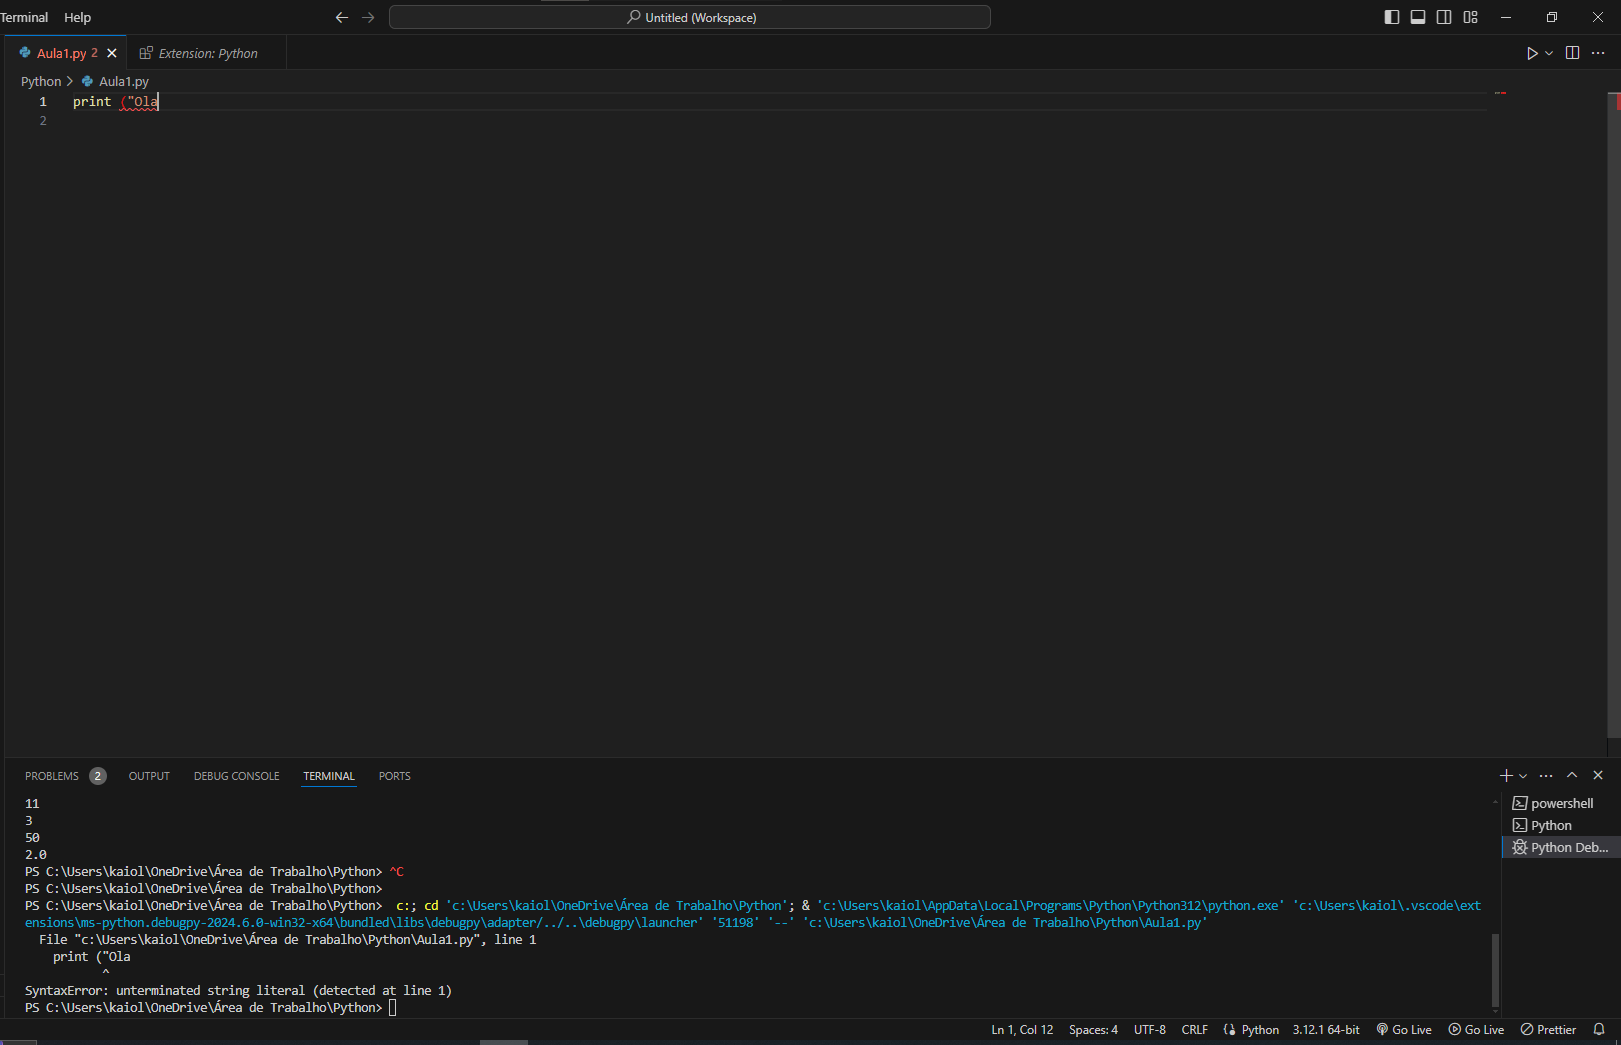 Terminal Help Untitled (Workspace)
Aula1.py 2 Extension: Python
Python > Aula1.py
1 print ("Ola
2
PROBLEMS 2 OUTPUT DEBUG CONSOLE TERMINAL PORTS
11
3
50
2.0
PS C:\Users\kaiol\OneDrive\Área de Trabalho\Python> ^C
PS C:\Users\kaiol\OneDrive\Área de Trabalho\Python>
PS C:\Users\kaiol\OneDrive\Área de Trabalho\Python>  c:; cd 'c:\Users\kaiol\OneDrive\Área de Trabalho\Python'; & 'c:\Users\kaiol\AppData\Local\Programs\Python\Python312\python.exe' 'c:\Users\kaiol\.vscode\ext
ensions\ms-python.debugpy-2024.6.0-win32-x64\bundled\libs\debugpy\adapter/../..\debugpy\launcher' '51198' '--' 'c:\Users\kaiol\OneDrive\Área de Trabalho\Python\Aula1.py'
  File "c:\Users\kaiol\OneDrive\Área de Trabalho\Python\Aula1.py", line 1
    print ("Ola
           ^
SyntaxError: unterminated string literal (detected at line 1)
PS C:\Users\kaiol\OneDrive\Área de Trabalho\Python>
powershell
Python
Python Deb...
Ln 1, Col 12 Spaces: 4 UTF-8 CRLF Python 3.12.1 64-bit Go Live Go Live Prettier